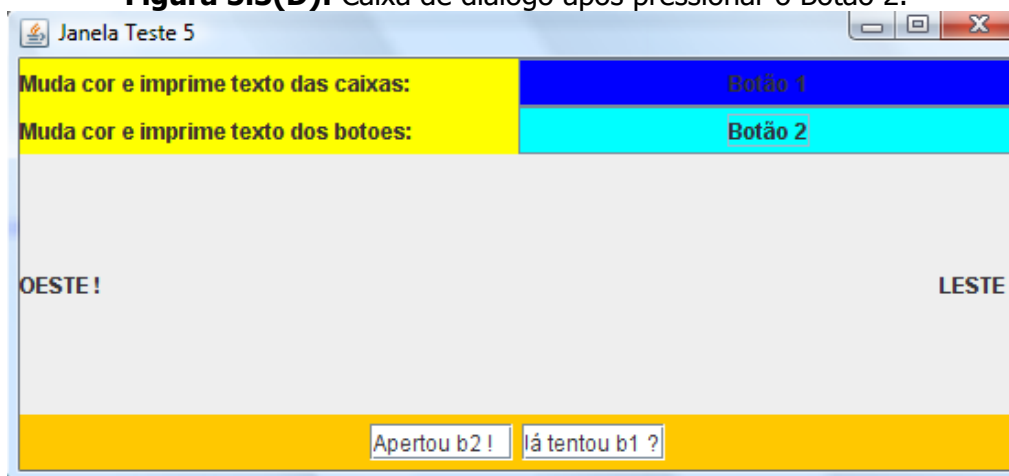 Figura 5.5(D). Caixa de diálogo após pressionar o Botão 2.
Janela Teste 5
Muda cor e imprime texto das caixas: Botão 1
Muda cor e imprime texto dos botoes: Botão 2
OESTE ! LESTE
Apertou b2 ! tentou b1 ?